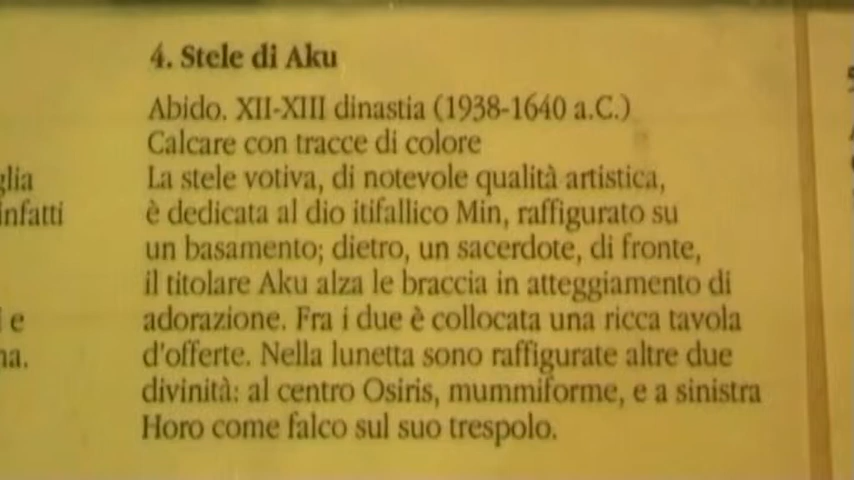 4. Stele di Aku
Abido. XII-XIII dinastia (1938-1640 a.C.)
Calcare con tracce di colore
La stele votiva, di notevole qualità artistica,
è dedicata al dio itifallico Min, raffigurato su
un basamento; dietro, un sacerdote, di fronte,
il titolare Aku alza le braccia in atteggiamento di
adorazione. Fra i due è collocata una ricca tavola
d'offerte. Nella lunetta sono raffigurate altre due
divinità: al centro Osiris, mummiforme, e a sinistra
Horo come falco sul suo trespolo.